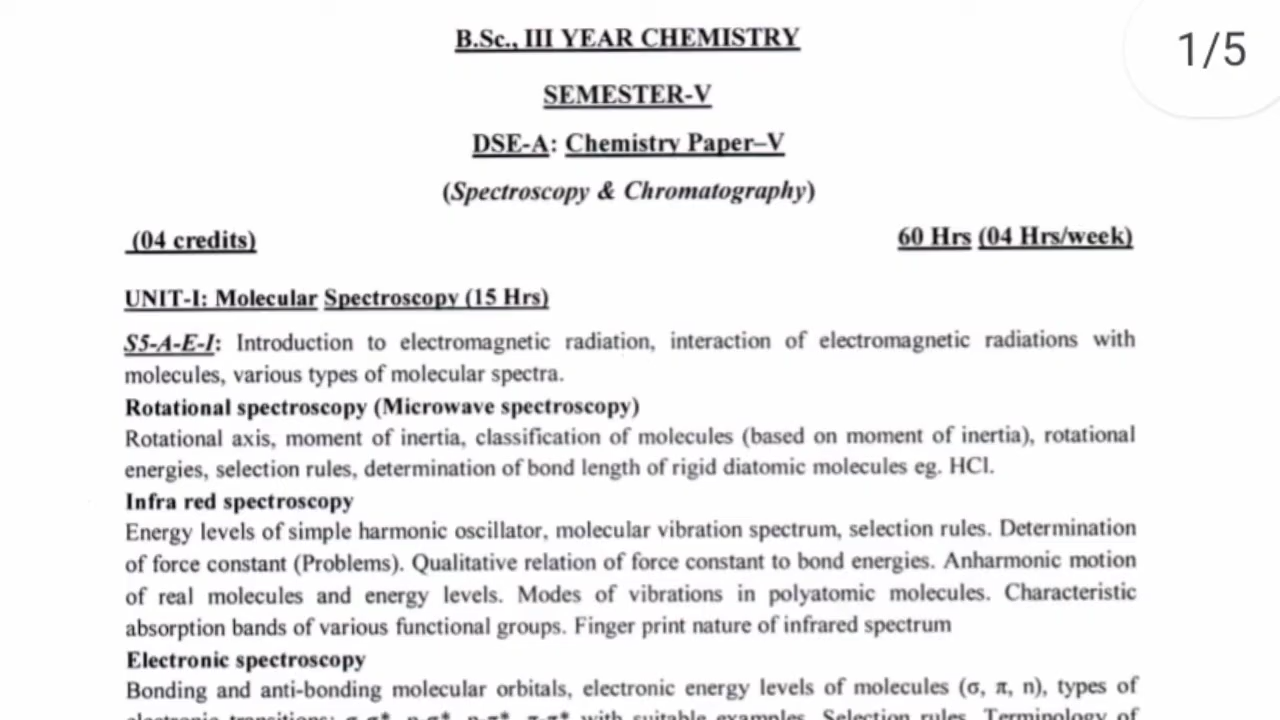 B.Sc., III YEAR CHEMISTRY
1/5
SEMESTER-V
DSE-A: Chemistry Paper–V
(Spectroscopy & Chromatography)
(04 credits) 60 Hrs (04 Hrs/week)
UNIT-I: Molecular Spectroscopy (15 Hrs)
S5-A-E-I: Introduction to electromagnetic radiation, interaction of electromagnetic radiations with
molecules, various types of molecular spectra.
Rotational spectroscopy (Microwave spectroscopy)
Rotational axis, moment of inertia, classification of molecules (based on moment of inertia), rotational
energies, selection rules, determination of bond length of rigid diatomic molecules eg. HCl.
Infra red spectroscopy
Energy levels of simple harmonic oscillator, molecular vibration spectrum, selection rules. Determination
of force constant (Problems). Qualitative relation of force constant to bond energies. Anharmonic motion
of real molecules and energy levels. Modes of vibrations in polyatomic molecules. Characteristic
absorption bands of various functional groups. Finger print nature of infrared spectrum
Electronic spectroscopy
Bonding and anti-bonding molecular orbitals, electronic energy levels of molecules (σ, π, n), types of
with suitable examples. Selection rules. Terminology of